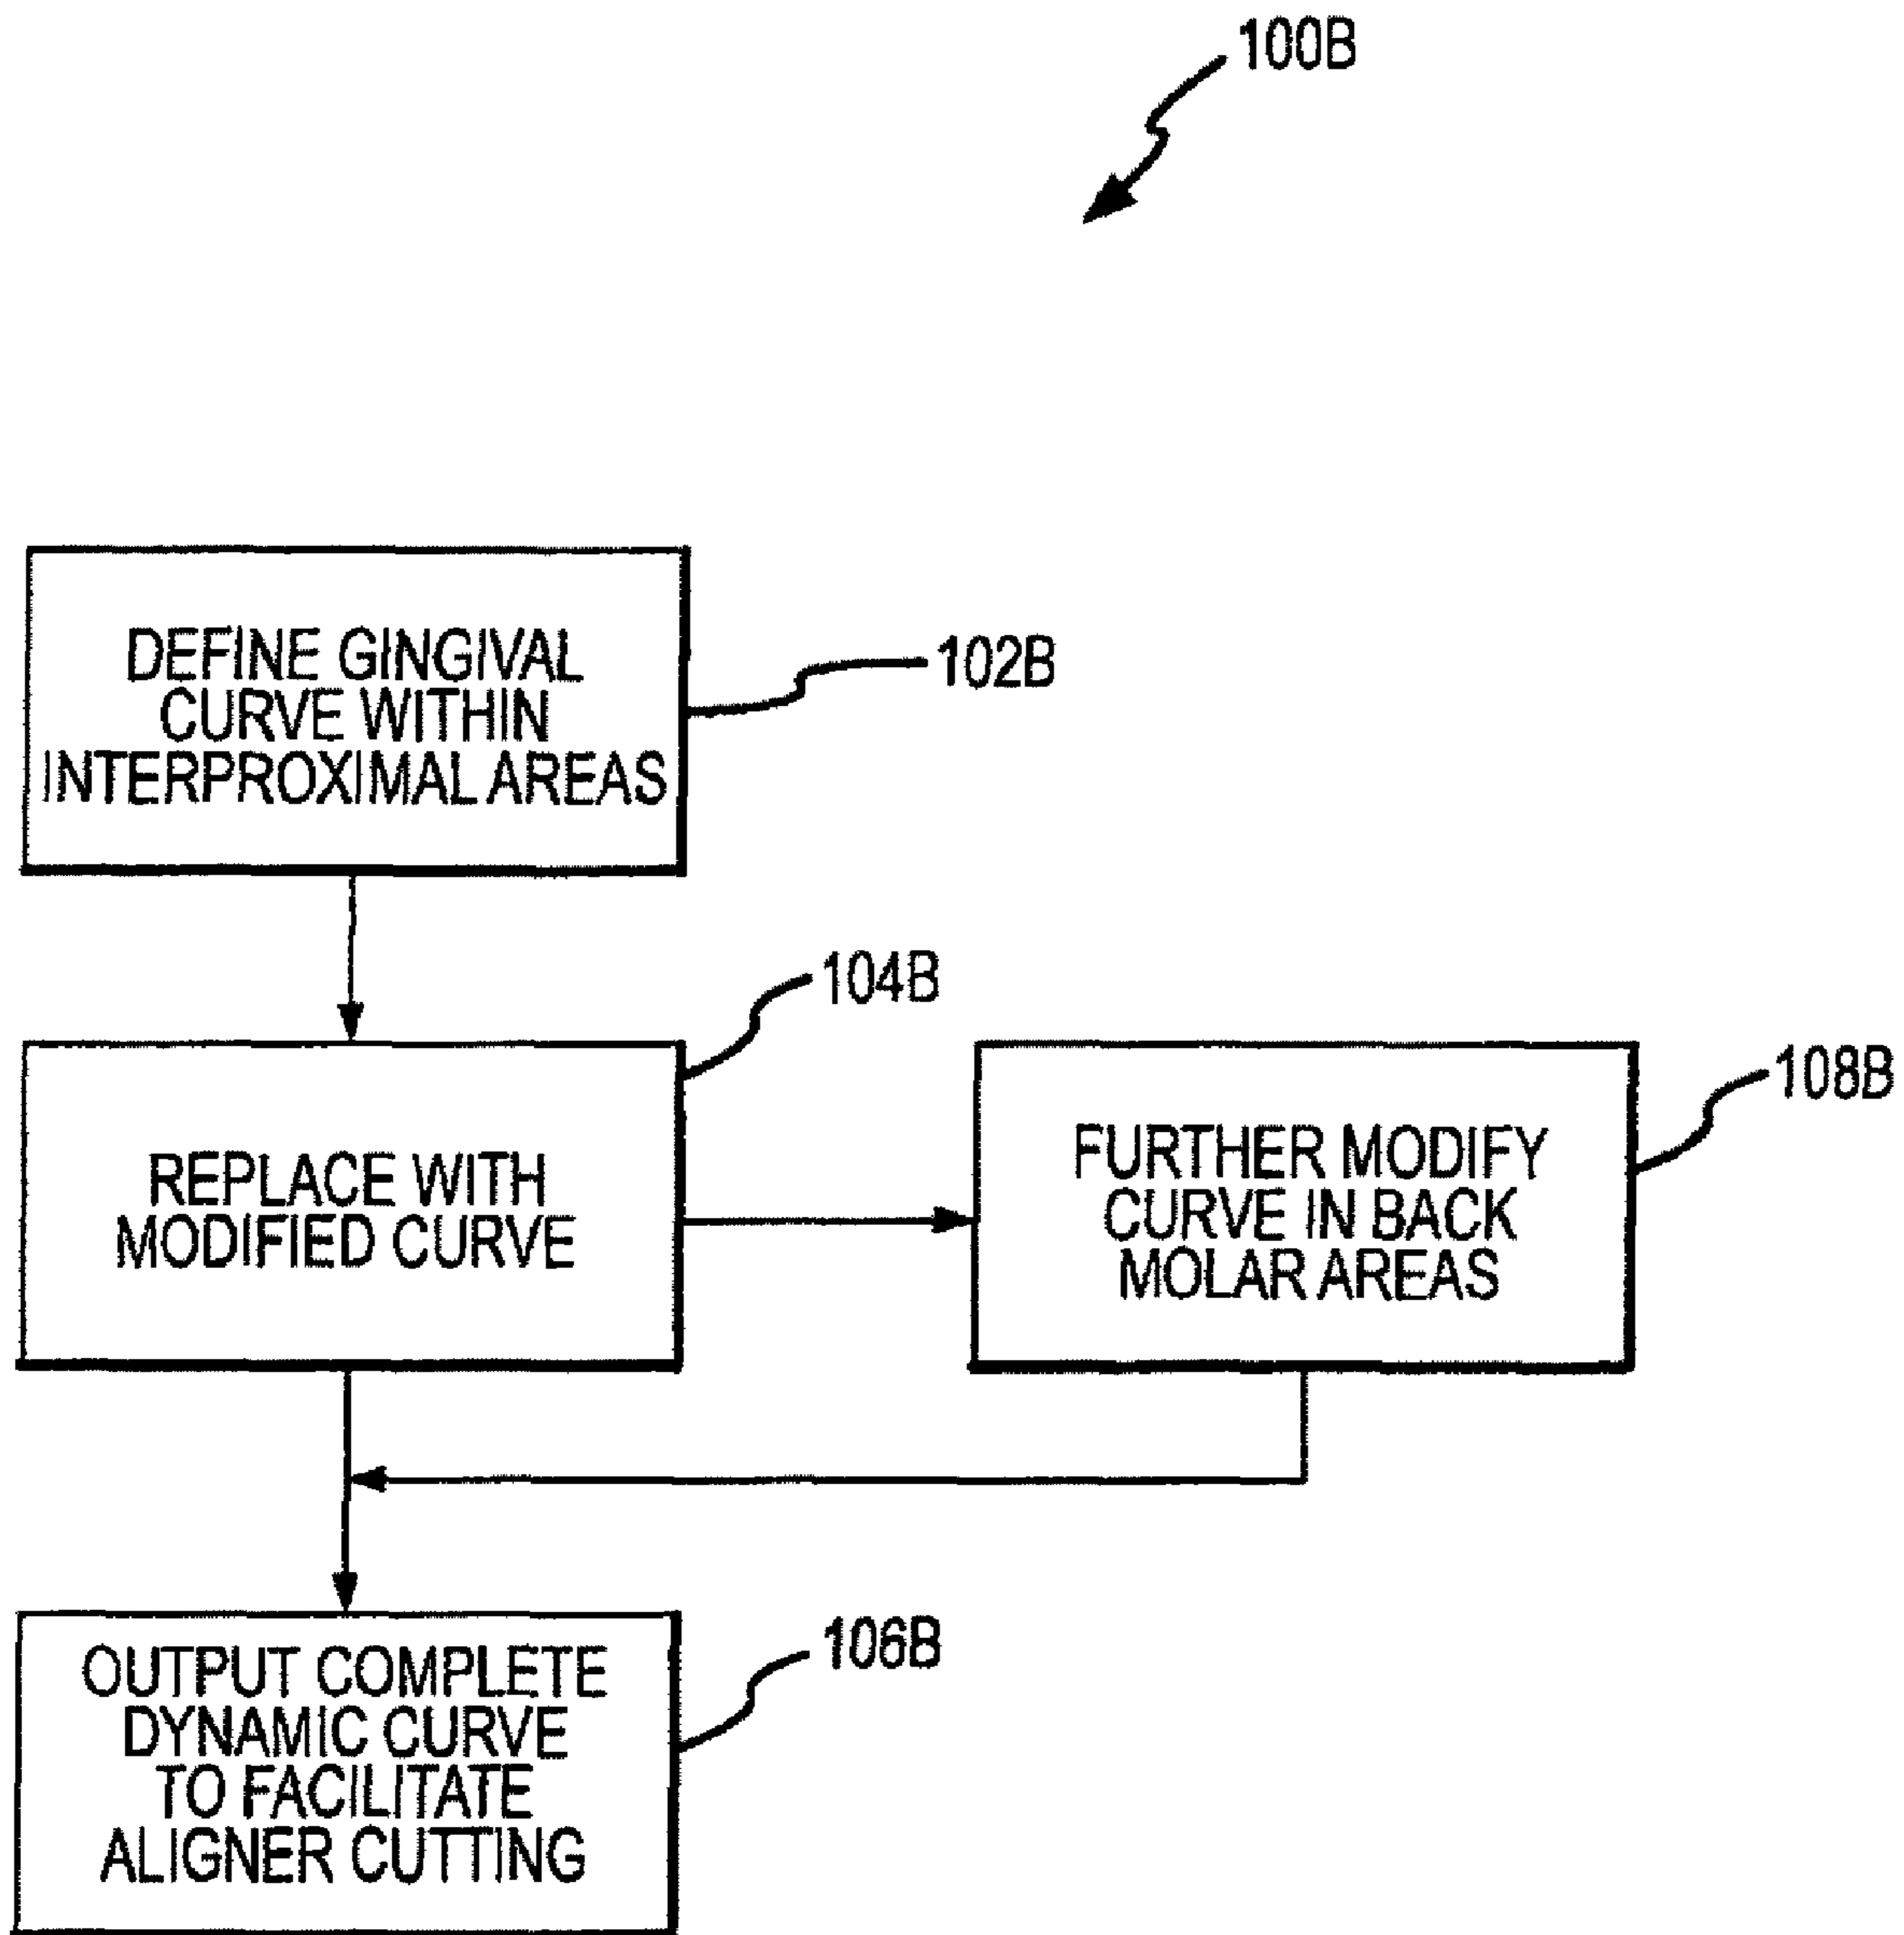 100B
DEFINE GINGIVAL
CURVE WITHIN
INTERPROXIMAL AREAS
102B
104B
REPLACE WITH
MODIFIED CURVE
108B
FURTHER MODIFY
CURVE IN BACK
MOLAR AREAS
106B
OUTPUT COMPLETE
DYNAMIC CURVE
TO FACILITATE
ALIGNER CUTTING